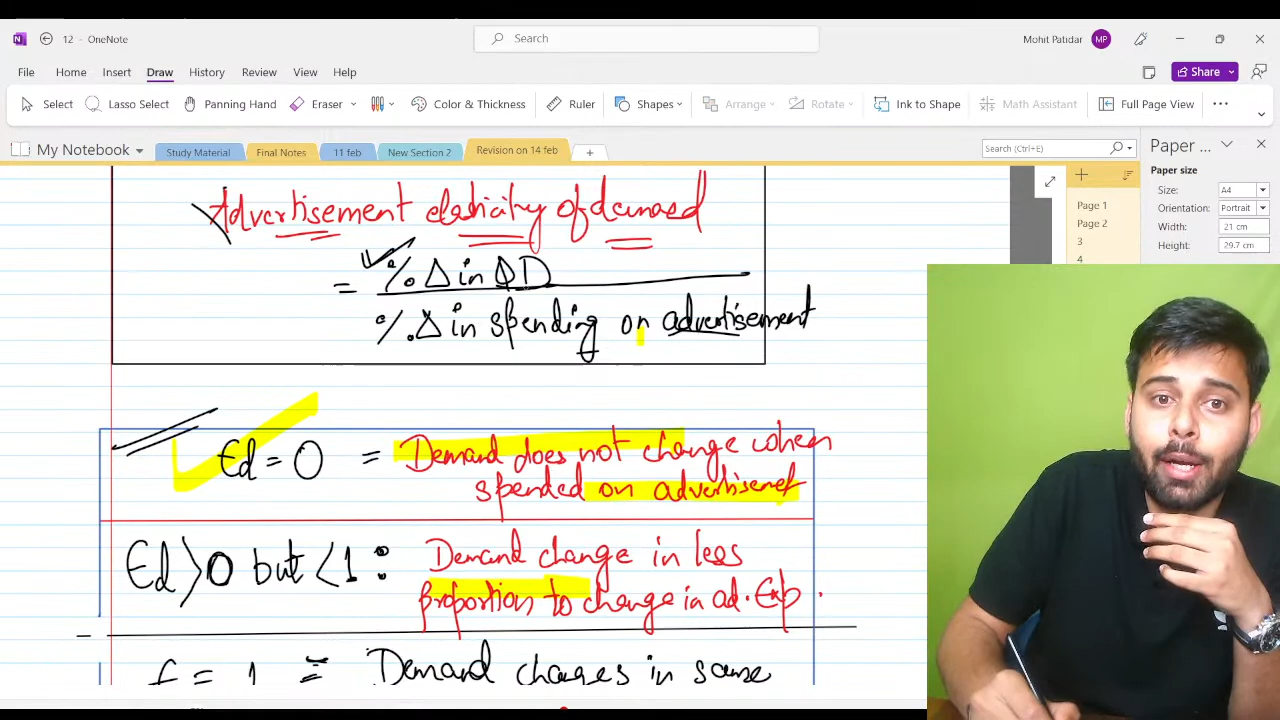 12 - OneNote
Search
Mohit Patidar MP
File Home Insert Draw History Review View Help
Share
Select Lasso Select Panning Hand Eraser Color & Thickness Ruler Shapes Arrange Rotate Ink to Shape Math Assistant Full Page View
My Notebook Study Material Final Notes 11 feb New Section 2 Revision on 14 feb +
Search (Ctrl+E)
Paper ...
Paper size
Size: A4
Orientation: Portrait
Width: 21 cm
Height: 29.7 cm
Page 1
Page 2
3
4
Advertisement elasticity of demand
= % Δ in QD
% Δ in spending on advertisement
Ed = 0 = Demand does not change when
spended on advertisemet
Ed > 0 but < 1 : Demand change in less
proportion to change in ad. Exp.
= 1 = Demand changes in same